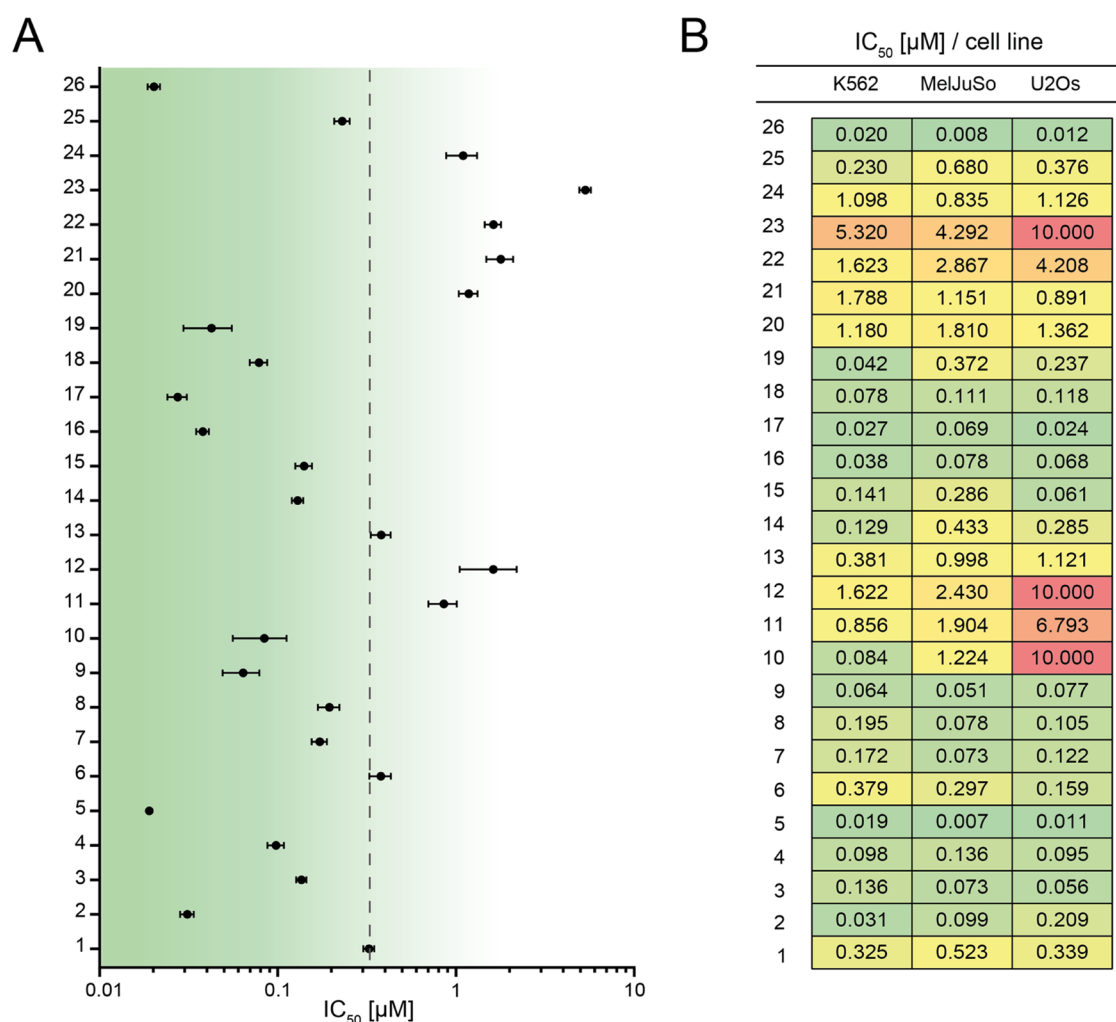 A
26
25
24
23
22
21
20
19
18
17
16
15
14
13
12
11
10
9
8
7
6
5
4
3
2
1
0.01 0.1 1 10
IC50 [µM]
B
IC50 [µM] / cell line
K562 MelJuSo U2Os
26 0.020 0.008 0.012
25 0.230 0.680 0.376
24 1.098 0.835 1.126
23 5.320 4.292 10.000
22 1.623 2.867 4.208
21 1.788 1.151 0.891
20 1.180 1.810 1.362
19 0.042 0.372 0.237
18 0.078 0.111 0.118
17 0.027 0.069 0.024
16 0.038 0.078 0.068
15 0.141 0.286 0.061
14 0.129 0.433 0.285
13 0.381 0.998 1.121
12 1.622 2.430 10.000
11 0.856 1.904 6.793
10 0.084 1.224 10.000
9 0.064 0.051 0.077
8 0.195 0.078 0.105
7 0.172 0.073 0.122
6 0.379 0.297 0.159
5 0.019 0.007 0.011
4 0.098 0.136 0.095
3 0.136 0.073 0.056
2 0.031 0.099 0.209
1 0.325 0.523 0.339